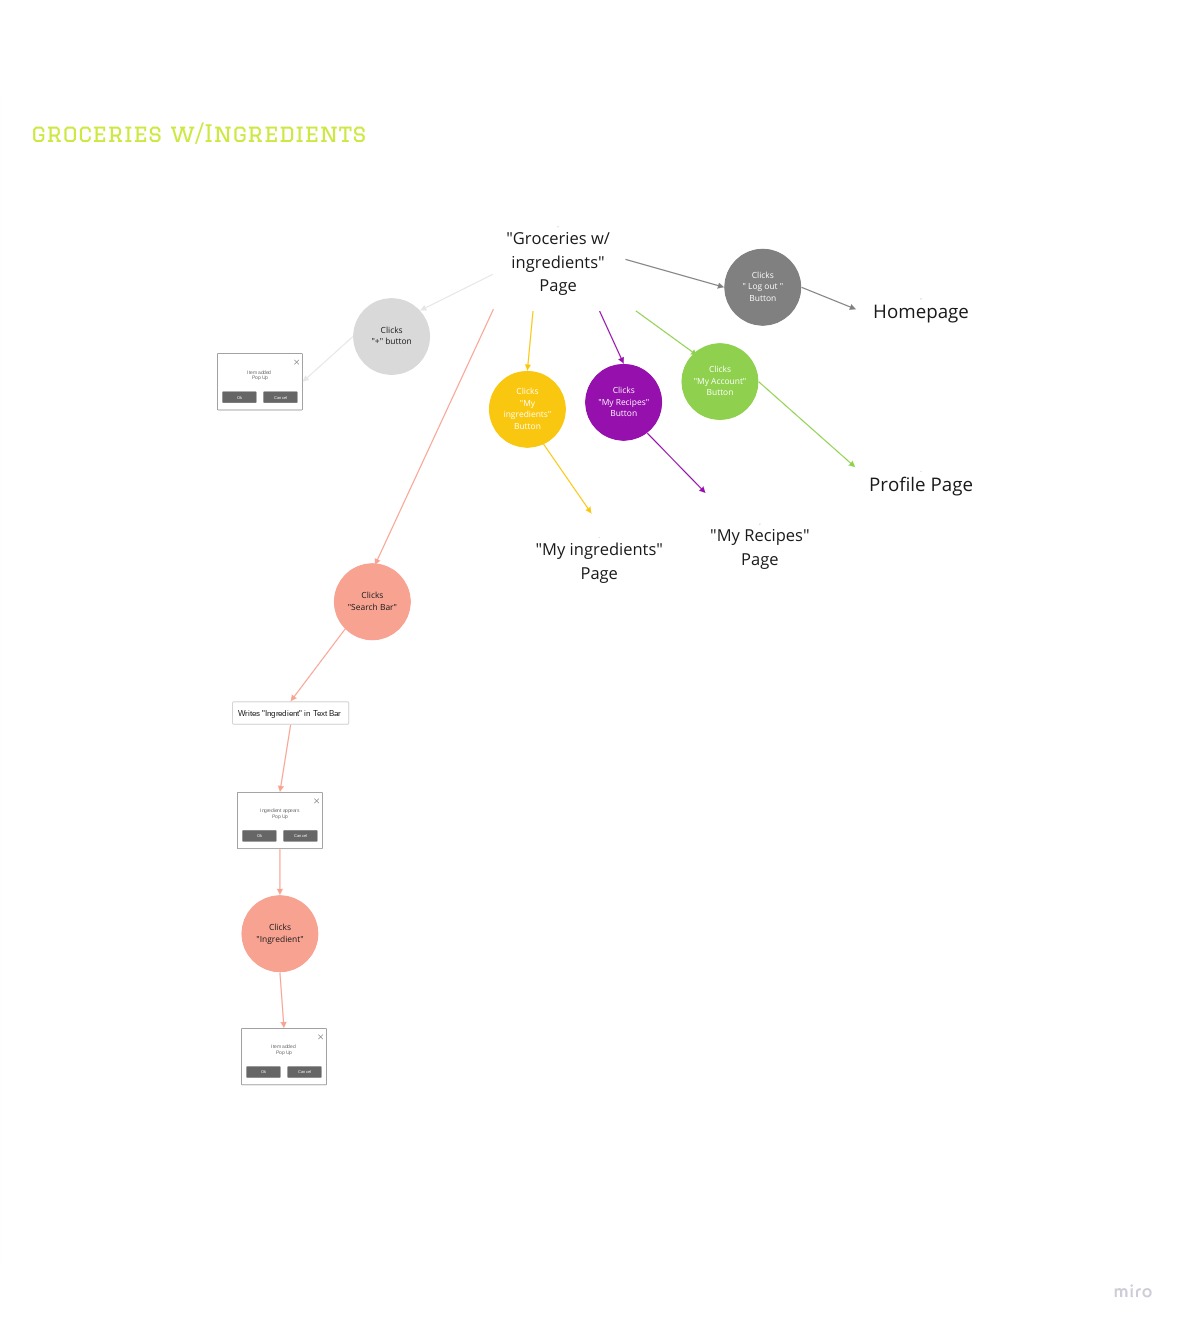 GROCERIES W/INGREDIENTS
"Groceries w/
ingredients"
Page
Clicks
" Log out "
Button
Homepage
Clicks
"+" button
Item added
Pop Up
Ok
Cancel
Clicks
"My
ingredients"
Button
Clicks
"My Recipes"
Button
Clicks
"My Account"
Button
Profile Page
"My Recipes"
Page
"My ingredients"
Page
Clicks
"Search Bar"
Writes "Ingredient" in Text Bar
Ingredient appears
Pop Up
Ok
Cancel
Clicks
"Ingredient"
Item added
Pop Up
Ok
Cancel
miro